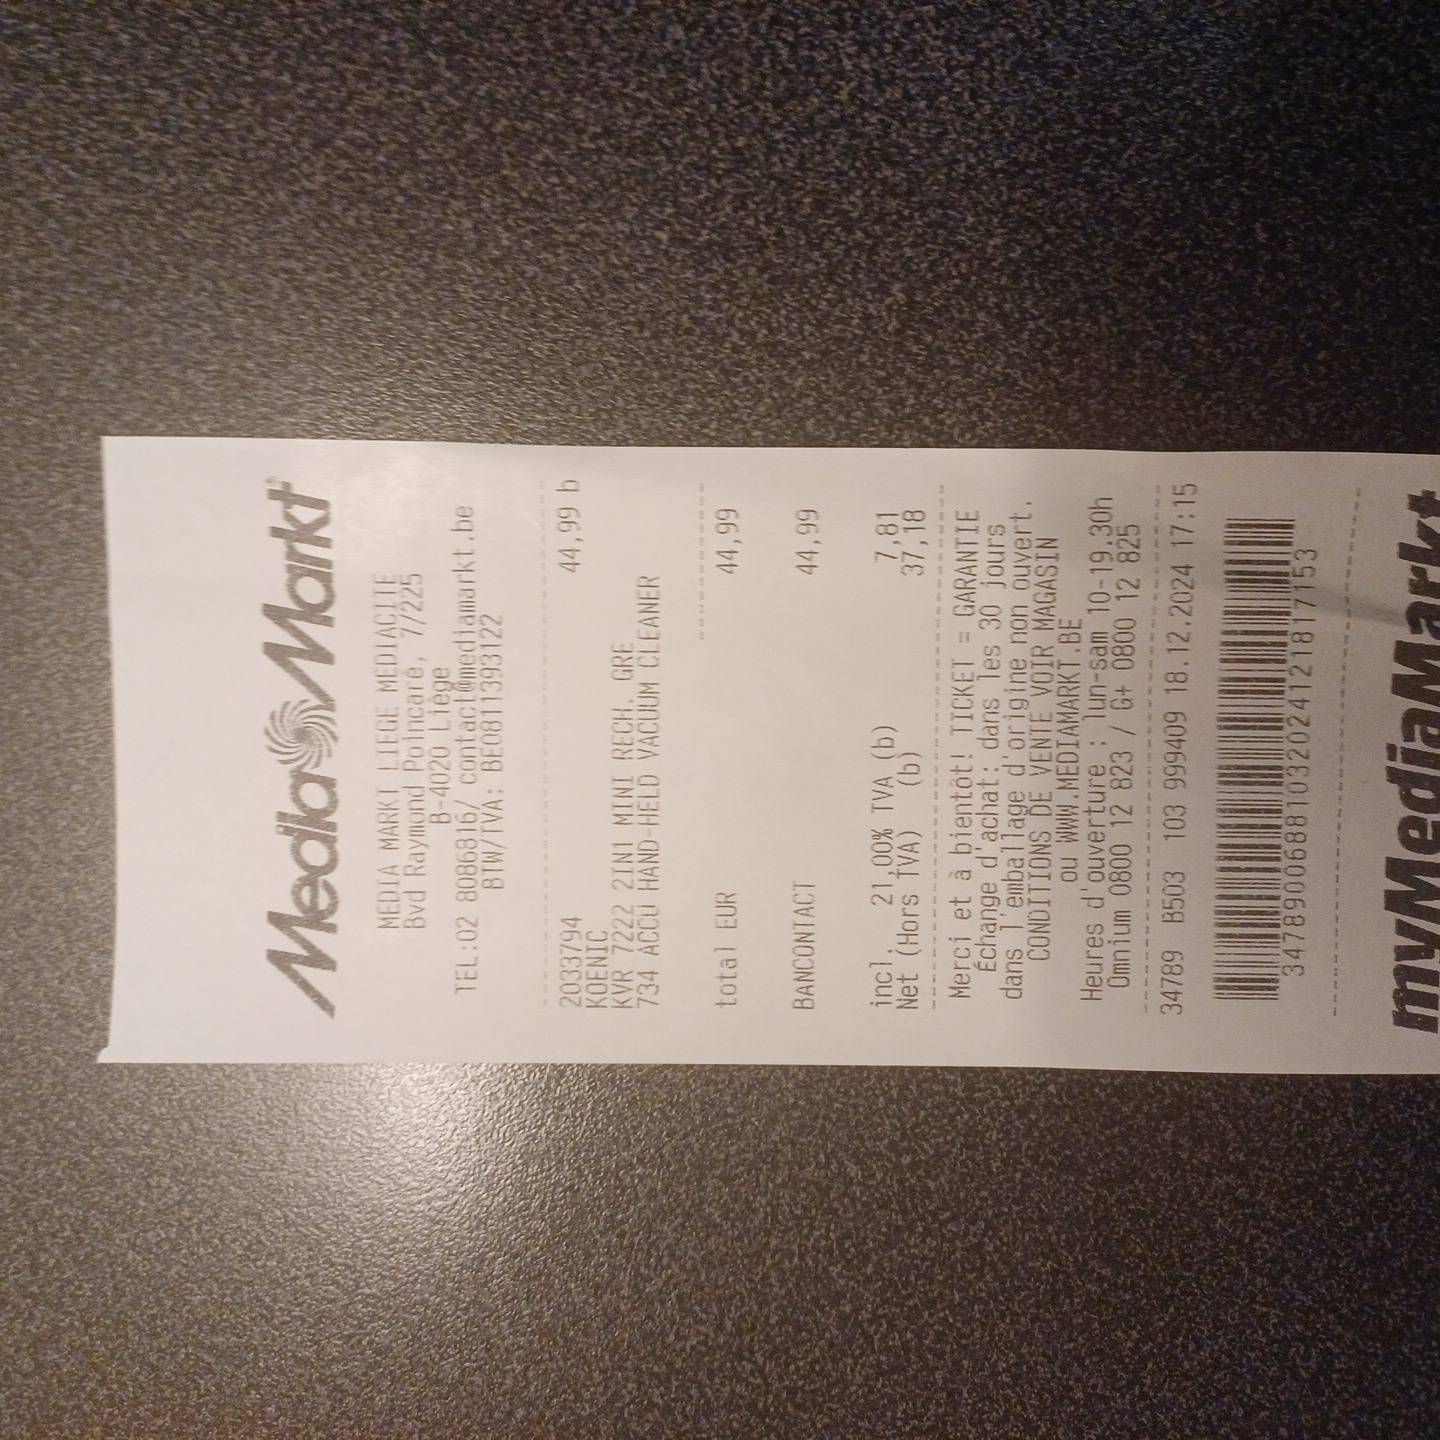 MediaMarkt
MEDIA MARKT LIEGE MEDIACITE
Bvd Raymond Poincaré, 7/225
B-4020 Liège
TEL:02 8086816/ contact@mediamarkt.be
BTW/TVA: BE0811393122
2033794 44,99 b
KOENIC
KVR 7222 2IN1 MINI RECH. GRE
734 ACCU HAND-HELD VACUUM CLEANER
total EUR 44,99
BANCONTACT 44,99
incl. 21,00% TVA (b) 7,81
Net (Hors TVA) (b) 37,18
Merci et à bientôt! TICKET = GARANTIE
Échange d'achat: dans les 30 jours
dans l'emballage d'origine non ouvert.
CONDITIONS DE VENTE VOIR MAGASIN
ou WWW.MEDIAMARKT.BE
Heures d'ouverture : lun-sam 10-19.30h
Omnium 0800 12 823 / G+ 0800 12 825
34789 B503 103 999409 18.12.2024 17:15
3478900688103202412181​7153
myMediaMarkt